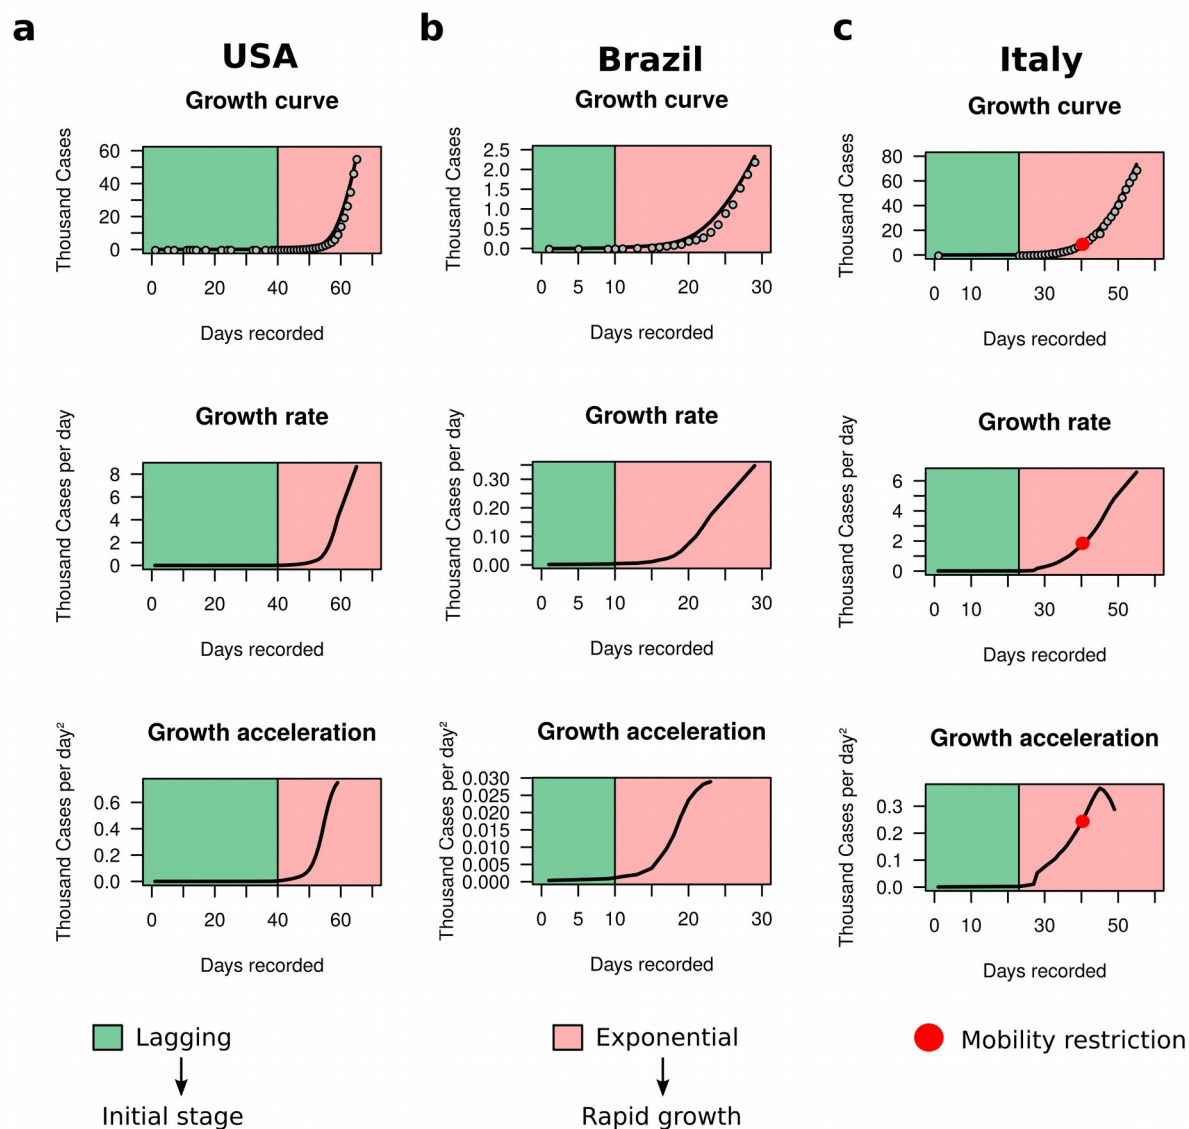 a
USA
Growth curve
Thousand Cases
60
40
20
0
0 20 40 60
Days recorded
Growth rate
Thousand Cases per day
8
6
4
2
0
0 20 40 60
Days recorded
Growth acceleration
Thousand Cases per day²
0.6
0.4
0.2
0.0
0 20 40 60
Days recorded
b
Brazil
Growth curve
Thousand Cases
2.5
2.0
1.5
1.0
0.5
0.0
0 5 10 20 30
Days recorded
Growth rate
Thousand Cases per day
0.30
0.20
0.10
0.00
0 5 10 20 30
Days recorded
Growth acceleration
Thousand Cases per day²
0.030
0.025
0.020
0.015
0.010
0.005
0.000
0 5 10 20 30
Days recorded
c
Italy
Growth curve
Thousand Cases
80
60
40
20
0
0 10 30 50
Days recorded
Growth rate
Thousand Cases per day
6
4
2
0
0 10 30 50
Days recorded
Growth acceleration
Thousand Cases per day²
0.3
0.2
0.1
0.0
0 10 30 50
Days recorded
Lagging
Initial stage
Exponential
Rapid growth
Mobility restriction